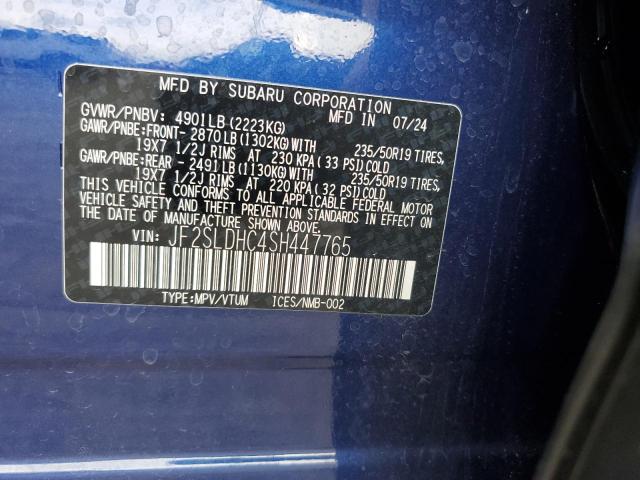 MFD BY SUBARU CORPORATION
GVWR/PNBV: 4901LB(2223KG) MFD IN 07/24
GAWR/PNBE:FRONT- 2870LB(1302KG)WITH 235/50R19 TIRES,
19X7 1/2J RIMS AT 230 KPA(33 PSI)COLD
GAWR/PNBE:REAR - 2491LB(1130KG)WITH 235/50R19 TIRES,
19X7 1/2J RIMS AT 220 KPA(32 PSI)COLD
THIS VEHICLE CONFORMS TO ALL APPLICABLE FEDERAL MOTOR
VEHICLE SAFETY AND THEFT PREVENTION STANDARDS IN EFFECT ON
THE DATE OF MANUFACTURE SHOWN ABOVE.
VIN: JF2SLDHC4SH447765
TYPE:MPV/VTUM ICES/NMB-002